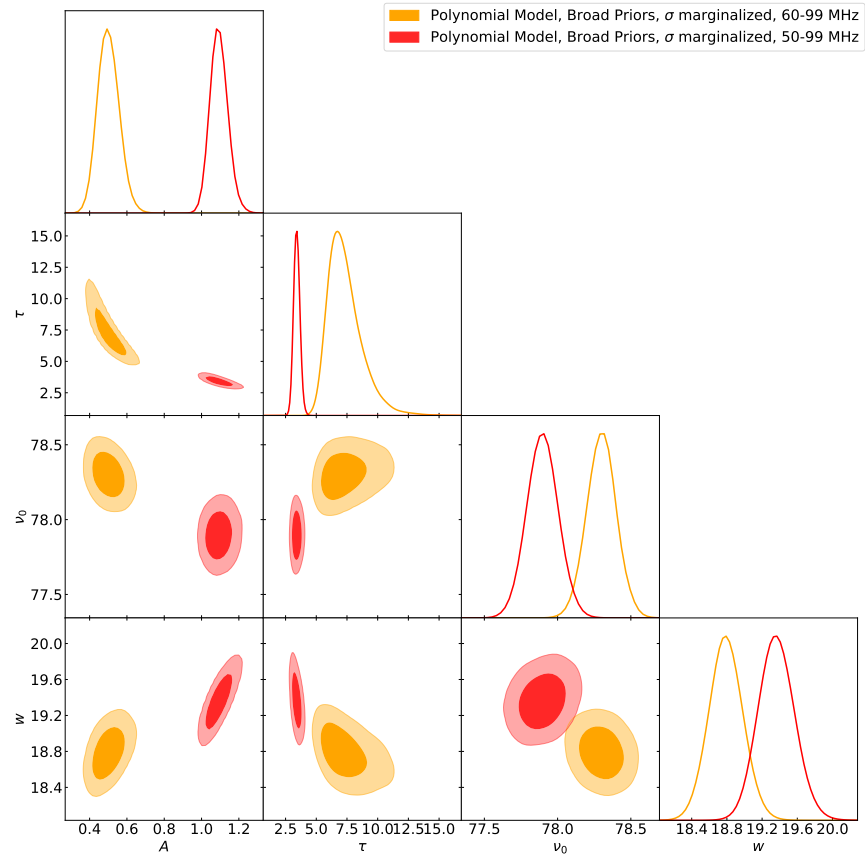 Polynomial Model, Broad Priors, σ marginalized, 60-99 MHz
Polynomial Model, Broad Priors, σ marginalized, 50-99 MHz
15.0
12.5
10.0
τ
7.5
5.0
2.5
78.5
ν₀
78.0
77.5
20.0
19.6
w
19.2
18.8
18.4
0.4 0.6 0.8 1.0 1.2
2.5 5.0 7.5 10.0 12.5 15.0
77.5 78.0 78.5
18.4 18.8 19.2 19.6 20.0
A τ ν₀ w